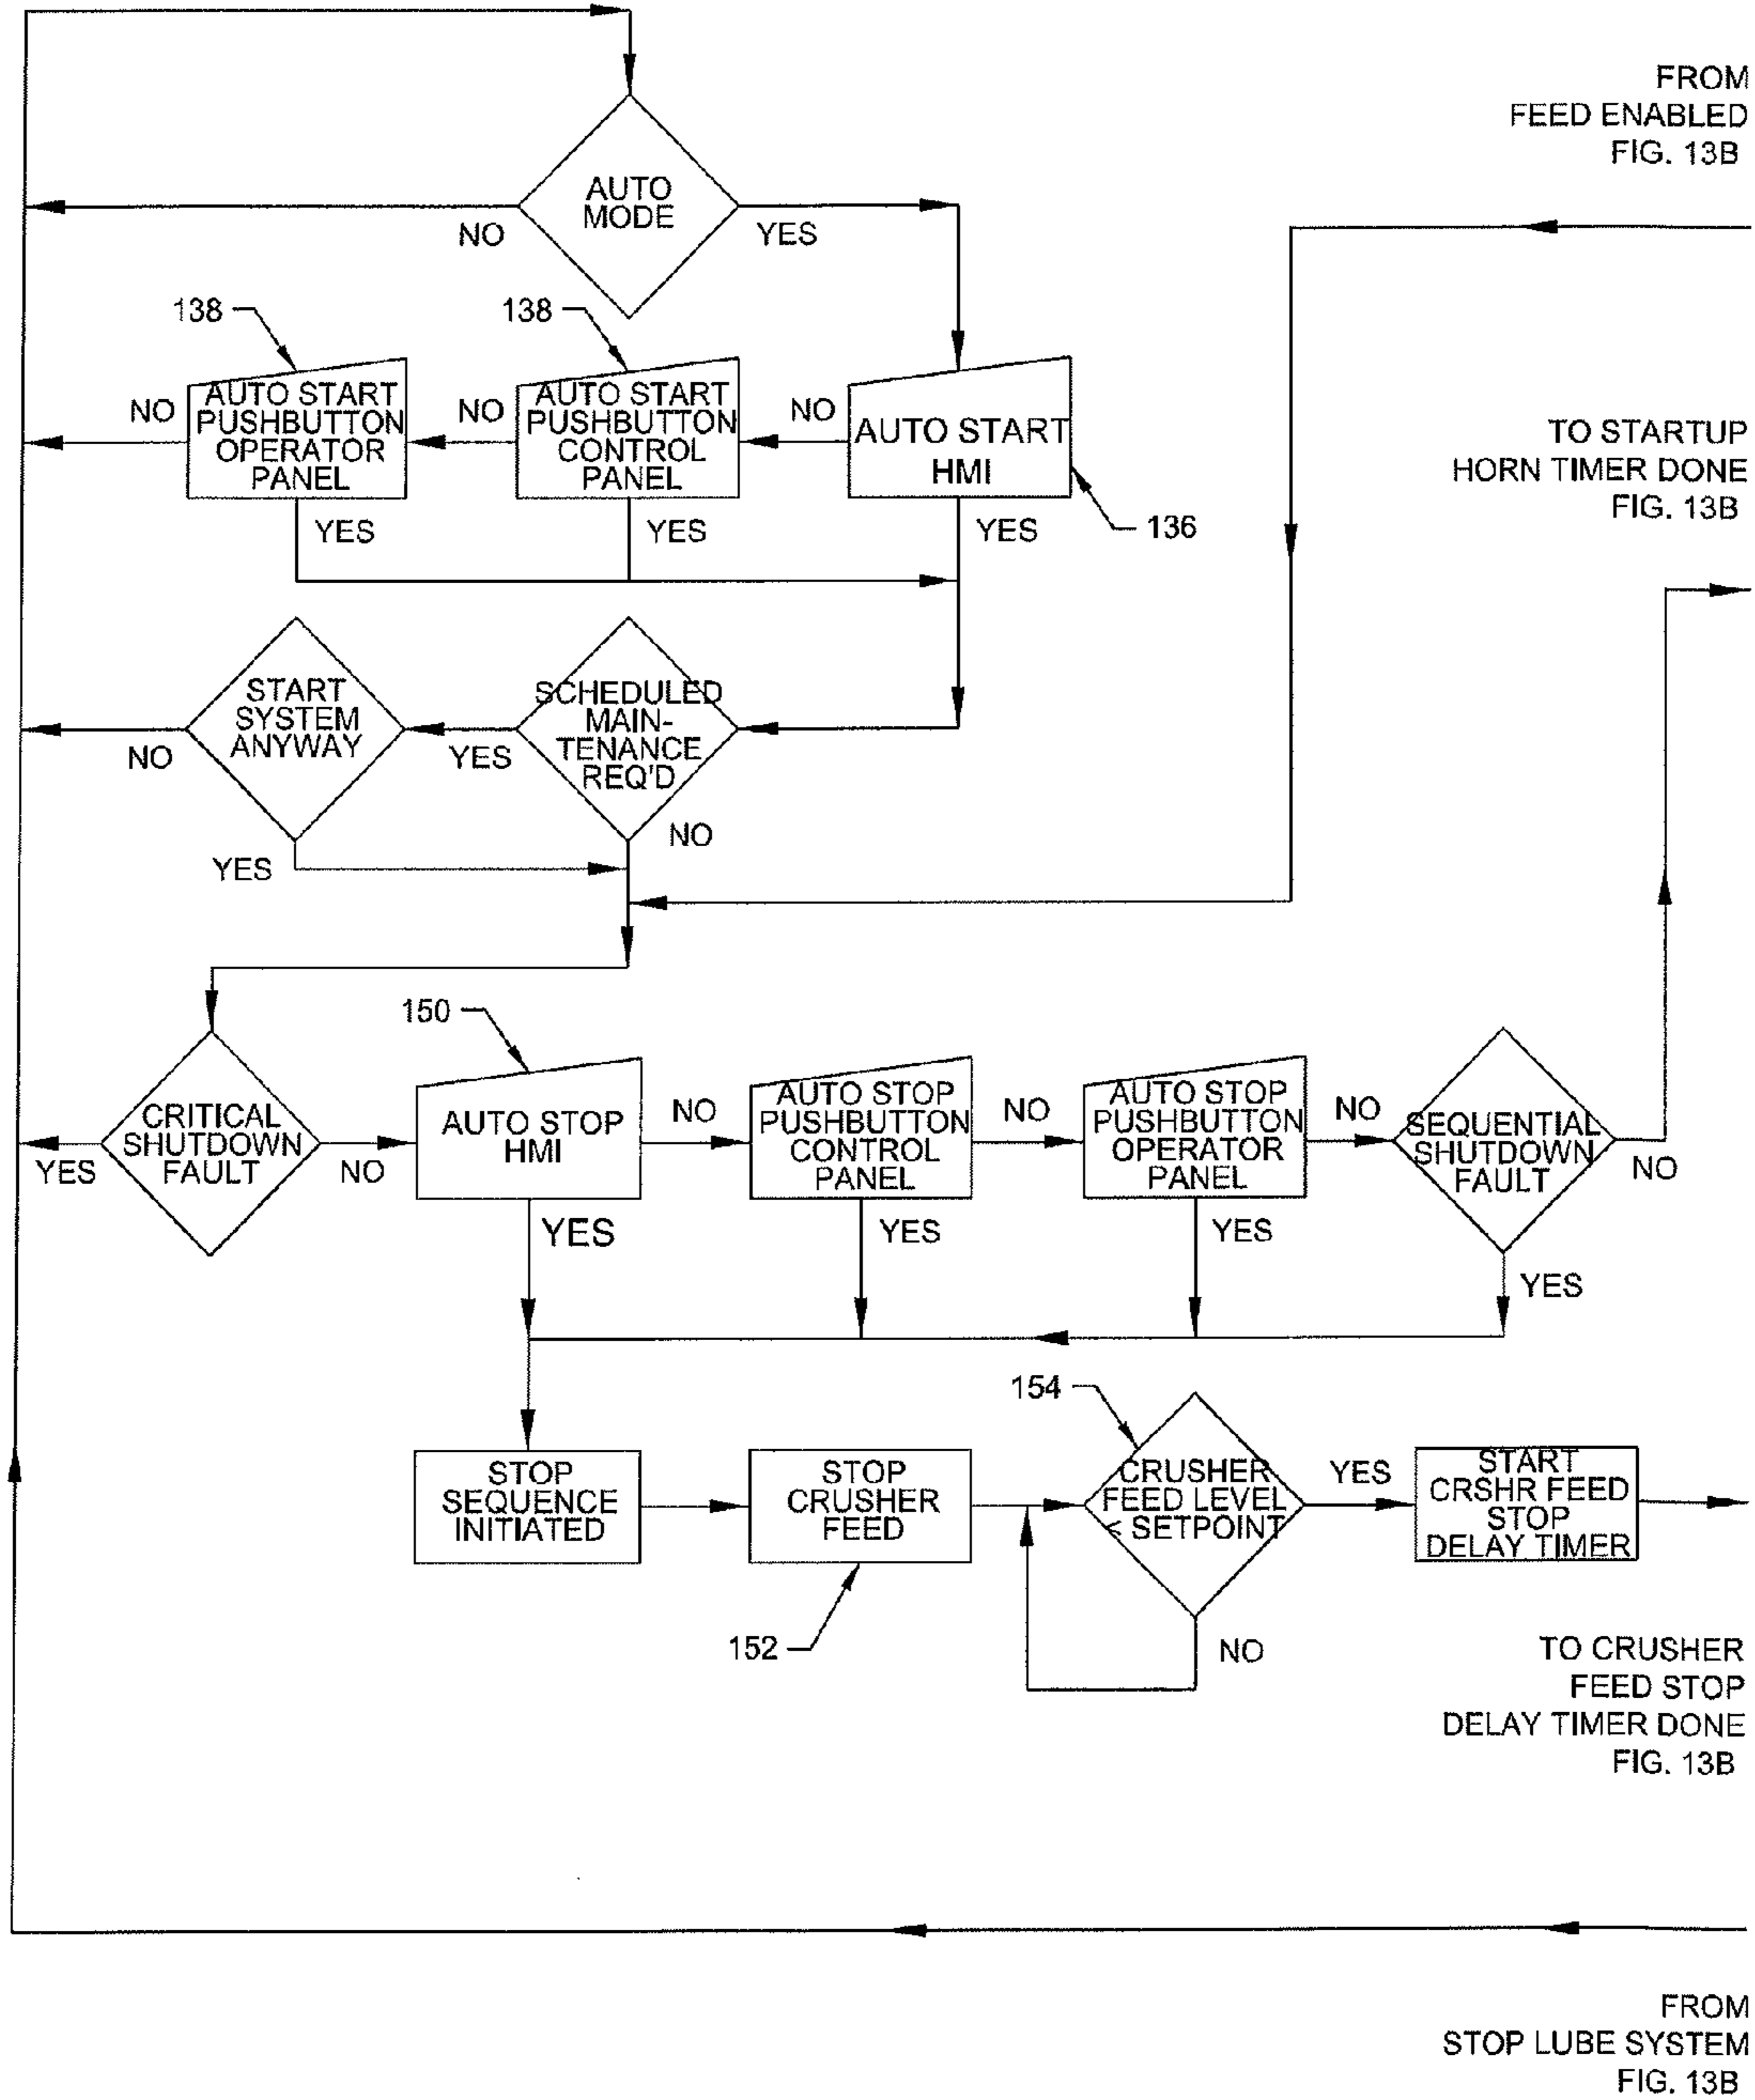 FROM
FEED ENABLED
FIG. 13B
AUTO
MODE
NO
YES
138
138
AUTO START
PUSHBUTTON
OPERATOR
PANEL
NO
AUTO START
PUSHBUTTON
CONTROL
PANEL
NO
AUTO START
HMI
NO
TO STARTUP
HORN TIMER DONE
FIG. 13B
YES
YES
YES
136
START
SYSTEM
ANYWAY
SCHEDULED
MAIN-
TENANCE
REQ'D
NO
YES
NO
YES
150
CRITICAL
SHUTDOWN
FAULT
YES
NO
AUTO STOP
HMI
NO
AUTO STOP
PUSHBUTTON
CONTROL
PANEL
NO
AUTO STOP
PUSHBUTTON
OPERATOR
PANEL
NO
SEQUENTIAL
SHUTDOWN
FAULT
NO
YES
YES
YES
YES
154
STOP
SEQUENCE
INITIATED
STOP
CRUSHER
FEED
CRUSHER
FEED LEVEL
< SETPOINT
YES
START
CRSHR FEED
STOP
DELAY TIMER
152
NO
TO CRUSHER
FEED STOP
DELAY TIMER DONE
FIG. 13B
FROM
STOP LUBE SYSTEM
FIG. 13B